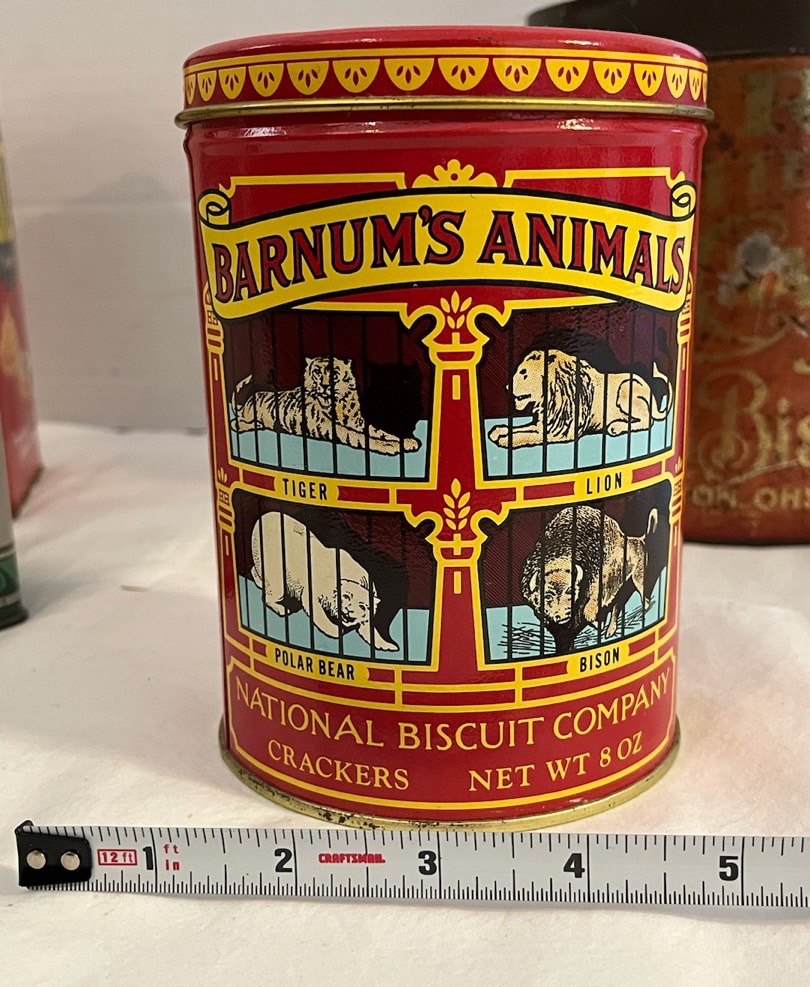 BARNUM'S ANIMALS
TIGER
LION
POLAR BEAR
BISON
NATIONAL BISCUIT COMPANY
CRACKERS NET WT 8 OZ
12 ft 1 ft in 2 CRAFTSMAN 3 4 5